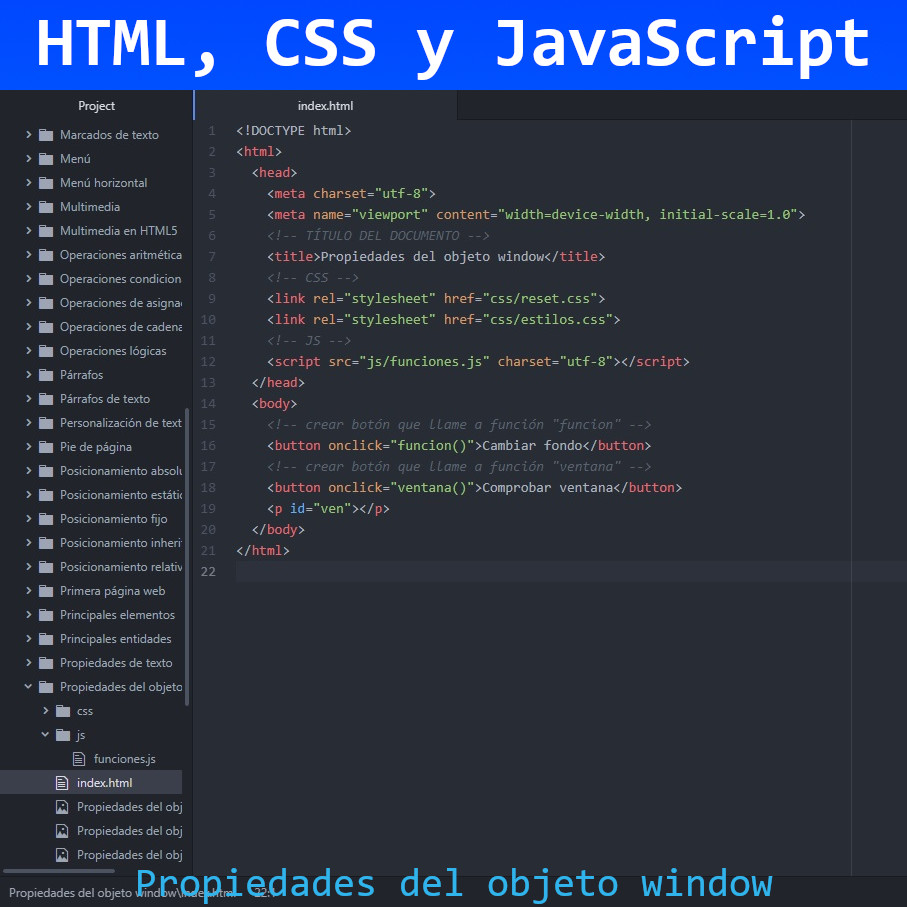 HTML, CSS y JavaScript
Project
index.html
Marcados de texto
Menú
Menú horizontal
Multimedia
Multimedia en HTML5
Operaciones aritmética
Operaciones condicion
Operaciones de asigna
Operaciones de cadena
Operaciones lógicas
Párrafos
Párrafos de texto
Personalización de text
Pie de página
Posicionamiento absolu
Posicionamiento estátic
Posicionamiento fijo
Posicionamiento inheri
Posicionamiento relativ
Primera página web
Principales elementos
Principales entidades
Propiedades de texto
Propiedades del objeto
css
js
funciones.js
index.html
Propiedades del obj
Propiedades del obj
Propiedades del obj
1 <!DOCTYPE html>
2 <html>
3 <head>
4 <meta charset="utf-8">
5 <meta name="viewport" content="width=device-width, initial-scale=1.0">
6 <!-- TÍTULO DEL DOCUMENTO -->
7 <title>Propiedades del objeto window</title>
8 <!-- CSS -->
9 <link rel="stylesheet" href="css/reset.css">
10 <link rel="stylesheet" href="css/estilos.css">
11 <!-- JS -->
12 <script src="js/funciones.js" charset="utf-8"></script>
13 </head>
14 <body>
15 <!-- crear botón que llame a función "funcion" -->
16 <button onclick="funcion()">Cambiar fondo</button>
17 <!-- crear botón que llame a función "ventana" -->
18 <button onclick="ventana()">Comprobar ventana</button>
19 <p id="ven"></p>
20 </body>
21 </html>
22
Propiedades del objeto window\index.html 22:1
Propiedades del objeto window